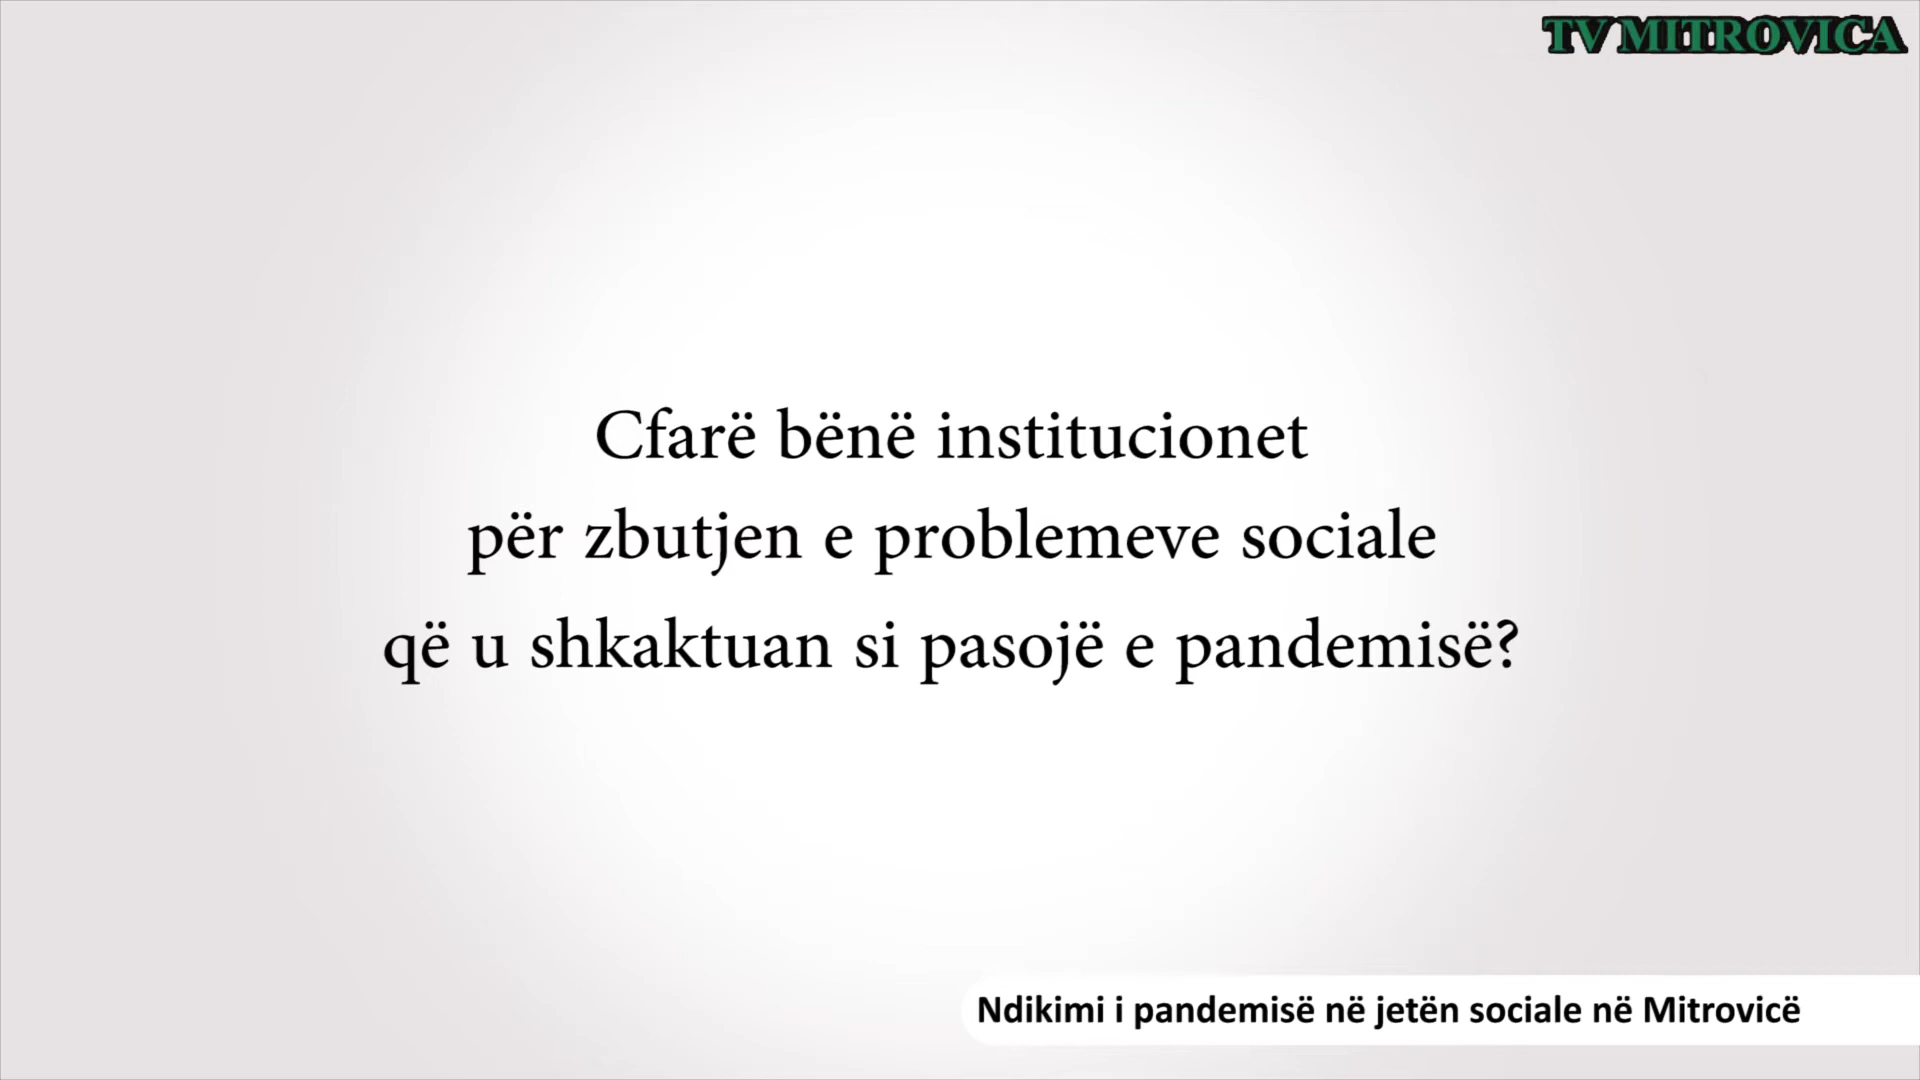 TV MITROVICA
Cfarë bënë institucionet
për zbutjen e problemeve sociale
që u shkaktuan si pasojë e pandemisë?
Ndikimi i pandemisë në jetën sociale në Mitrovicë